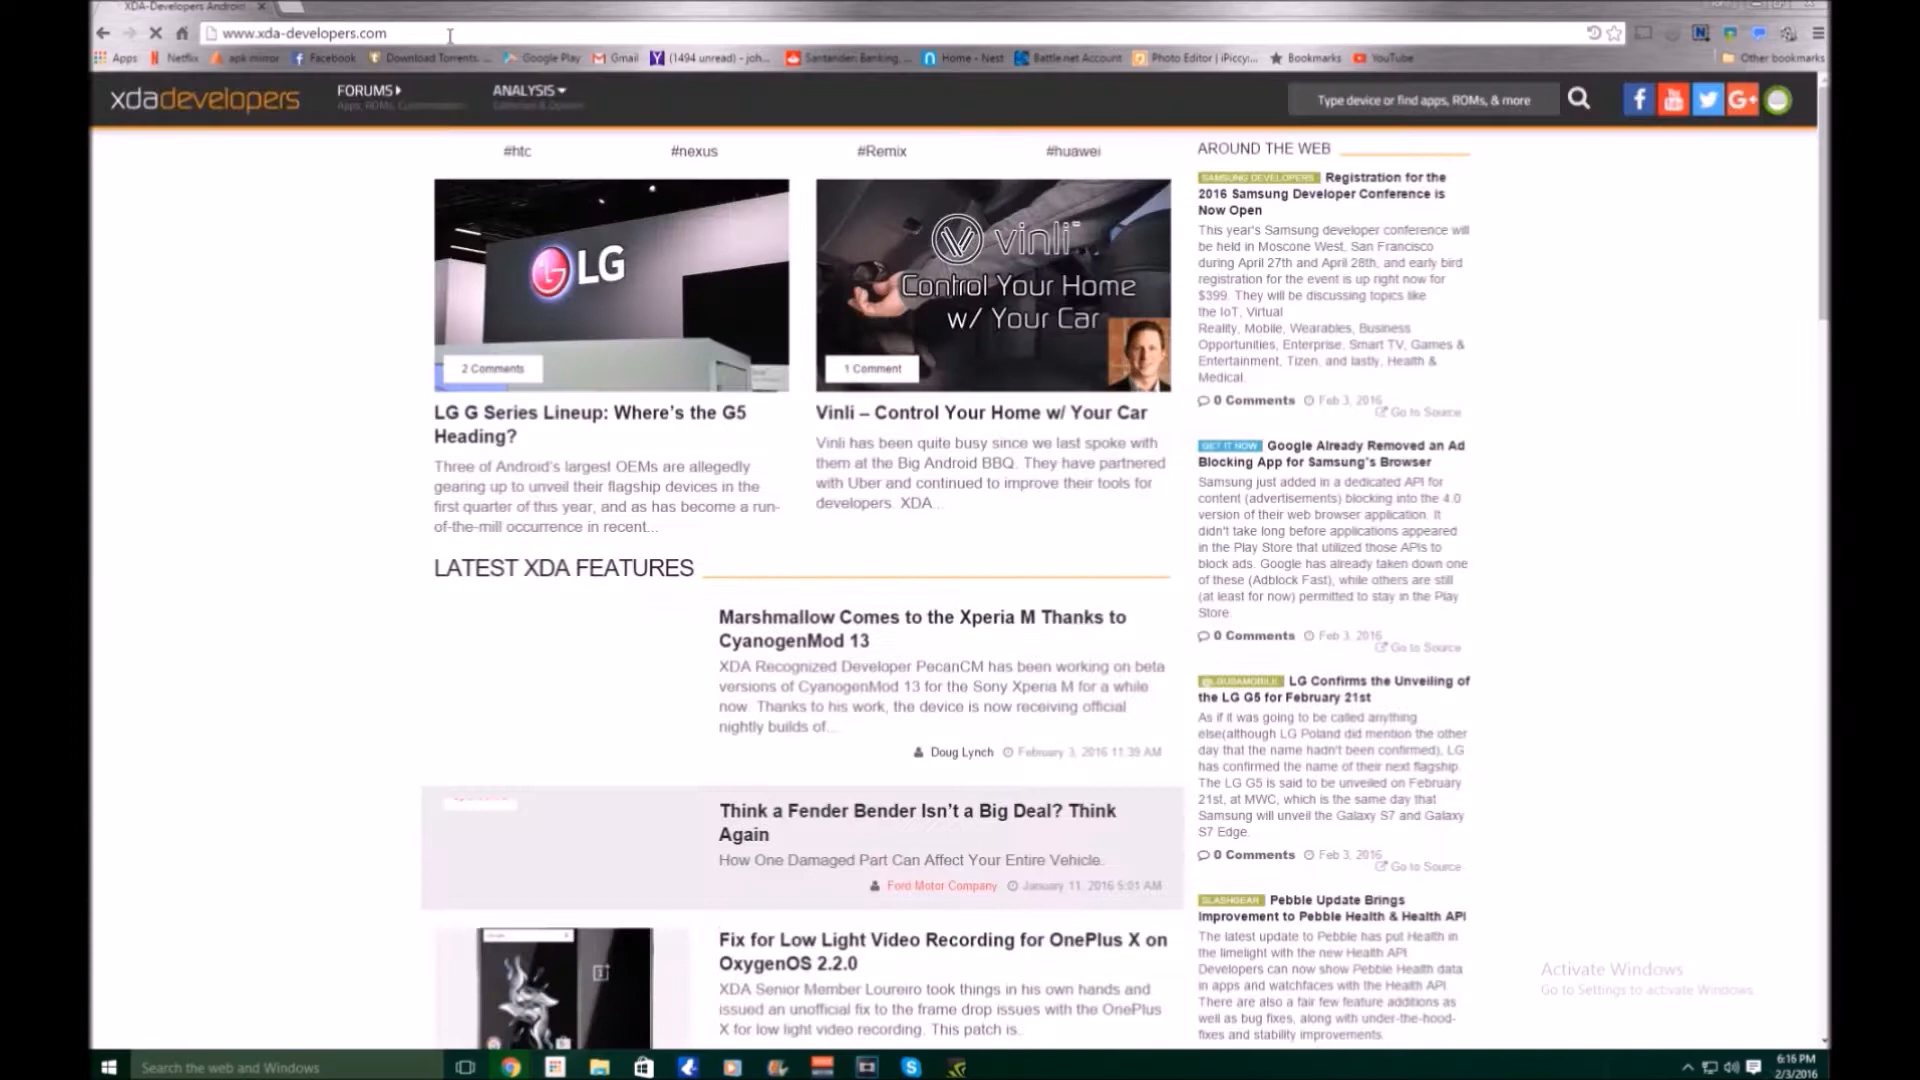 XDA-Developers Android
www.xda-developers.com
Apps
Netflix
apk mirror
Facebook
Download Torrents, ...
Google Play
Gmail
(1494 unread) - joh...
Santander: Banking, ...
Home - Nest
Battle.net Account
Photo Editor | iPiccy:...
Bookmarks
YouTube
Other bookmarks
xdadevelopers
FORUMS
Apps, ROMs, Customization
ANALYSIS
Type device or find apps, ROMs, & more
#htc
#nexus
#Remix
#huawei
LG
2 Comments
LG G Series Lineup: Where's the G5
Heading?
Three of Android's largest OEMs are allegedly
gearing up to unveil their flagship devices in the
first quarter of this year, and as has become a run-
of-the-mill occurrence in recent...
vinli
Control Your Home
w/ Your Car
1 Comment
Vinli – Control Your Home w/ Your Car
Vinli has been quite busy since we last spoke with
them at the Big Android BBQ. They have partnered
with Uber and continued to improve their tools for
developers. XDA...
LATEST XDA FEATURES
Marshmallow Comes to the Xperia M Thanks to
CyanogenMod 13
XDA Recognized Developer PecanCM has been working on beta
versions of CyanogenMod 13 for the Sony Xperia M for a while
now. Thanks to his work, the device is now receiving official
nightly builds of...
Doug Lynch February 3, 2016 11:39 AM
Think a Fender Bender Isn't a Big Deal? Think
Again
How One Damaged Part Can Affect Your Entire Vehicle.
Ford Motor Company January 11, 2016 5:01 AM
Fix for Low Light Video Recording for OnePlus X on
OxygenOS 2.2.0
XDA Senior Member Loureiro took things in his own hands and
issued an unofficial fix to the frame drop issues with the OnePlus
X for low light video recording. This patch is...
AROUND THE WEB
SAMSUNG DEVELOPERS Registration for the
2016 Samsung Developer Conference is
Now Open
This year's Samsung developer conference will
be held in Moscone West, San Francisco
during April 27th and April 28th, and early bird
registration for the event is up right now for
$399. They will be discussing topics like
the IoT, Virtual
Reality, Mobile, Wearables, Business
Opportunities, Enterprise, Smart TV, Games &
Entertainment, Tizen, and lastly, Health &
Medical.
0 Comments Feb 3, 2016
Go to Source
GET IT NOW Google Already Removed an Ad
Blocking App for Samsung's Browser
Samsung just added in a dedicated API for
content (advertisements) blocking into the 4.0
version of their web browser application. It
didn't take long before applications appeared
in the Play Store that utilized those APIs to
block ads. Google has already taken down one
of these (Adblock Fast), while others are still
(at least for now) permitted to stay in the Play
Store.
0 Comments Feb 3, 2016
Go to Source
LG Confirms the Unveiling of
the LG G5 for February 21st
As if it was going to be called anything
else(although LG Poland did mention the other
day that the name hadn't been confirmed), LG
has confirmed the name of their next flagship.
The LG G5 is said to be unveiled on February
21st, at MWC, which is the same day that
Samsung will unveil the Galaxy S7 and Galaxy
S7 Edge.
0 Comments Feb 3, 2016
Go to Source
SLASHGEAR Pebble Update Brings
Improvement to Pebble Health & Health API
The latest update to Pebble has put Health in
the limelight with the new Health API.
Developers can now show Pebble Health data
in apps and watchfaces with the Health API.
There are also a fair few feature additions as
well as bug fixes, along with under-the-hood-
fixes and stability improvements.
Activate Windows
Go to Settings to activate Windows.
Search the web and Windows
6:16 PM
2/3/2016